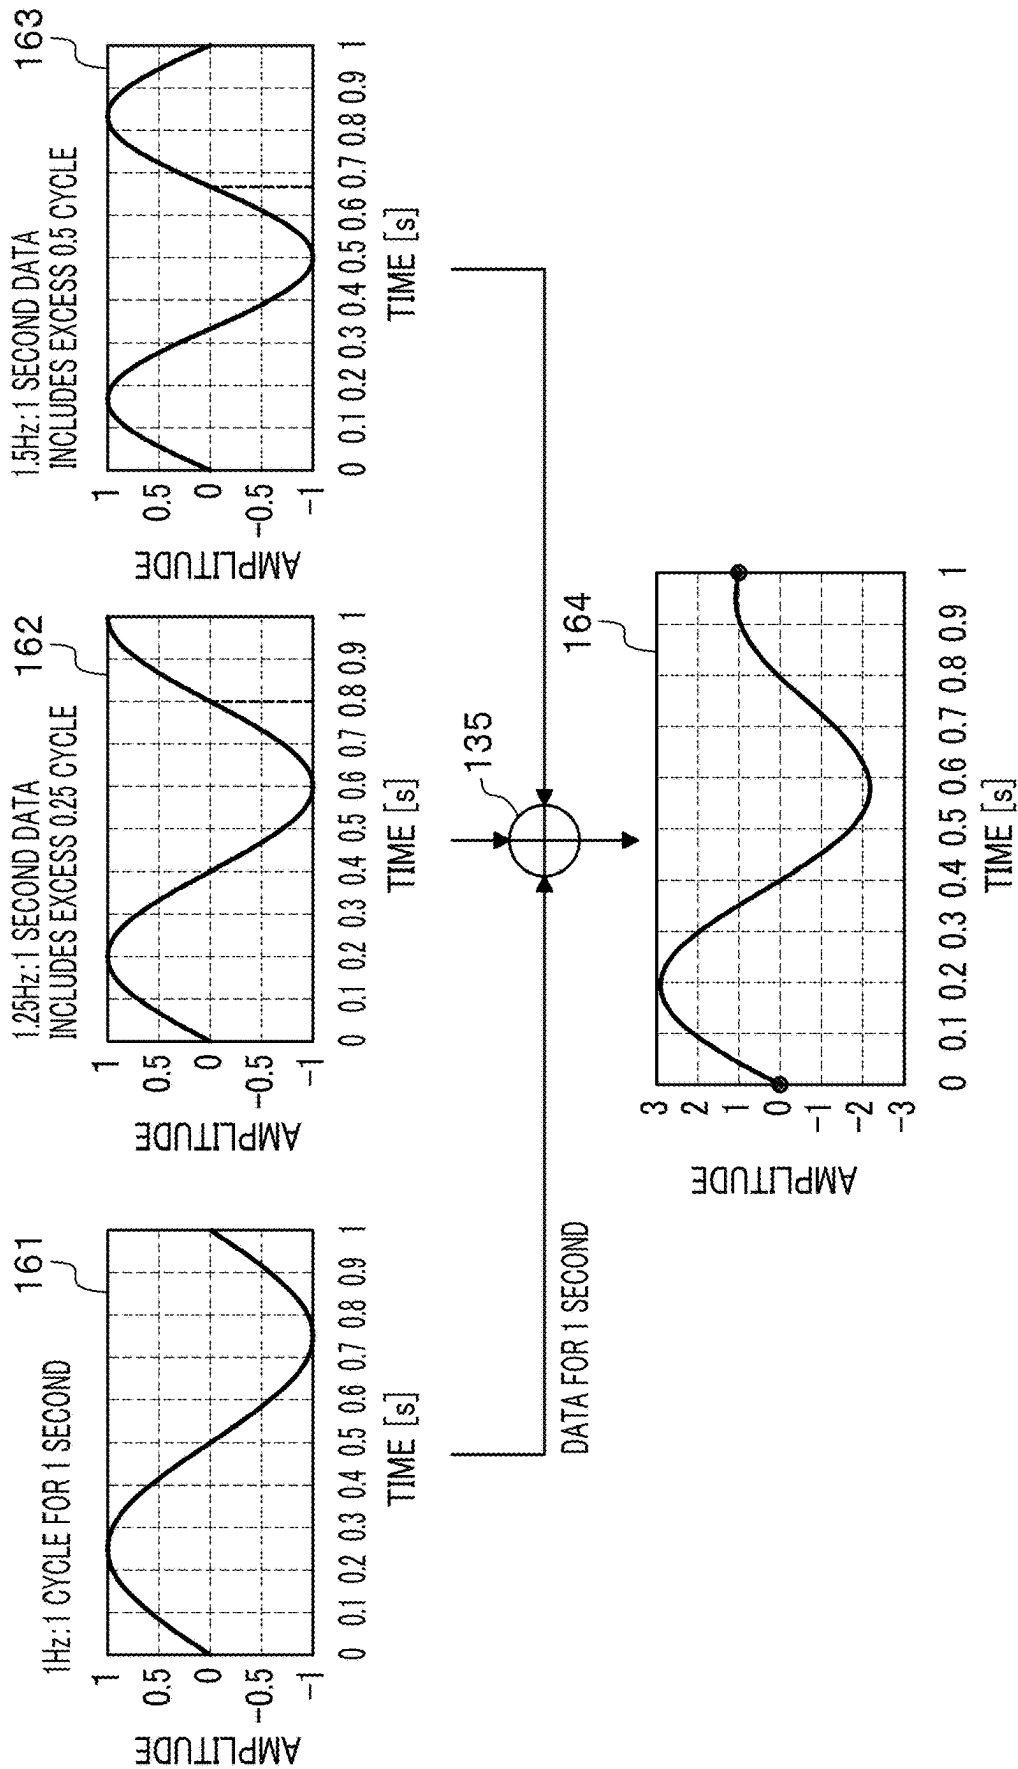 1Hz:1 CYCLE FOR 1 SECOND
161
AMPLITUDE
1
0.5
0
-0.5
-1
0 0.1 0.2 0.3 0.4 0.5 0.6 0.7 0.8 0.9 1
TIME [s]
1.25Hz:1 SECOND DATA
INCLUDES EXCESS 0.25 CYCLE
162
AMPLITUDE
1
0.5
0
-0.5
-1
0 0.1 0.2 0.3 0.4 0.5 0.6 0.7 0.8 0.9 1
TIME [s]
1.5Hz:1 SECOND DATA
INCLUDES EXCESS 0.5 CYCLE
163
AMPLITUDE
1
0.5
0
-0.5
-1
0 0.1 0.2 0.3 0.4 0.5 0.6 0.7 0.8 0.9 1
TIME [s]
135
DATA FOR 1 SECOND
164
AMPLITUDE
3
2
1
0
-1
-2
-3
0 0.1 0.2 0.3 0.4 0.5 0.6 0.7 0.8 0.9 1
TIME [s]